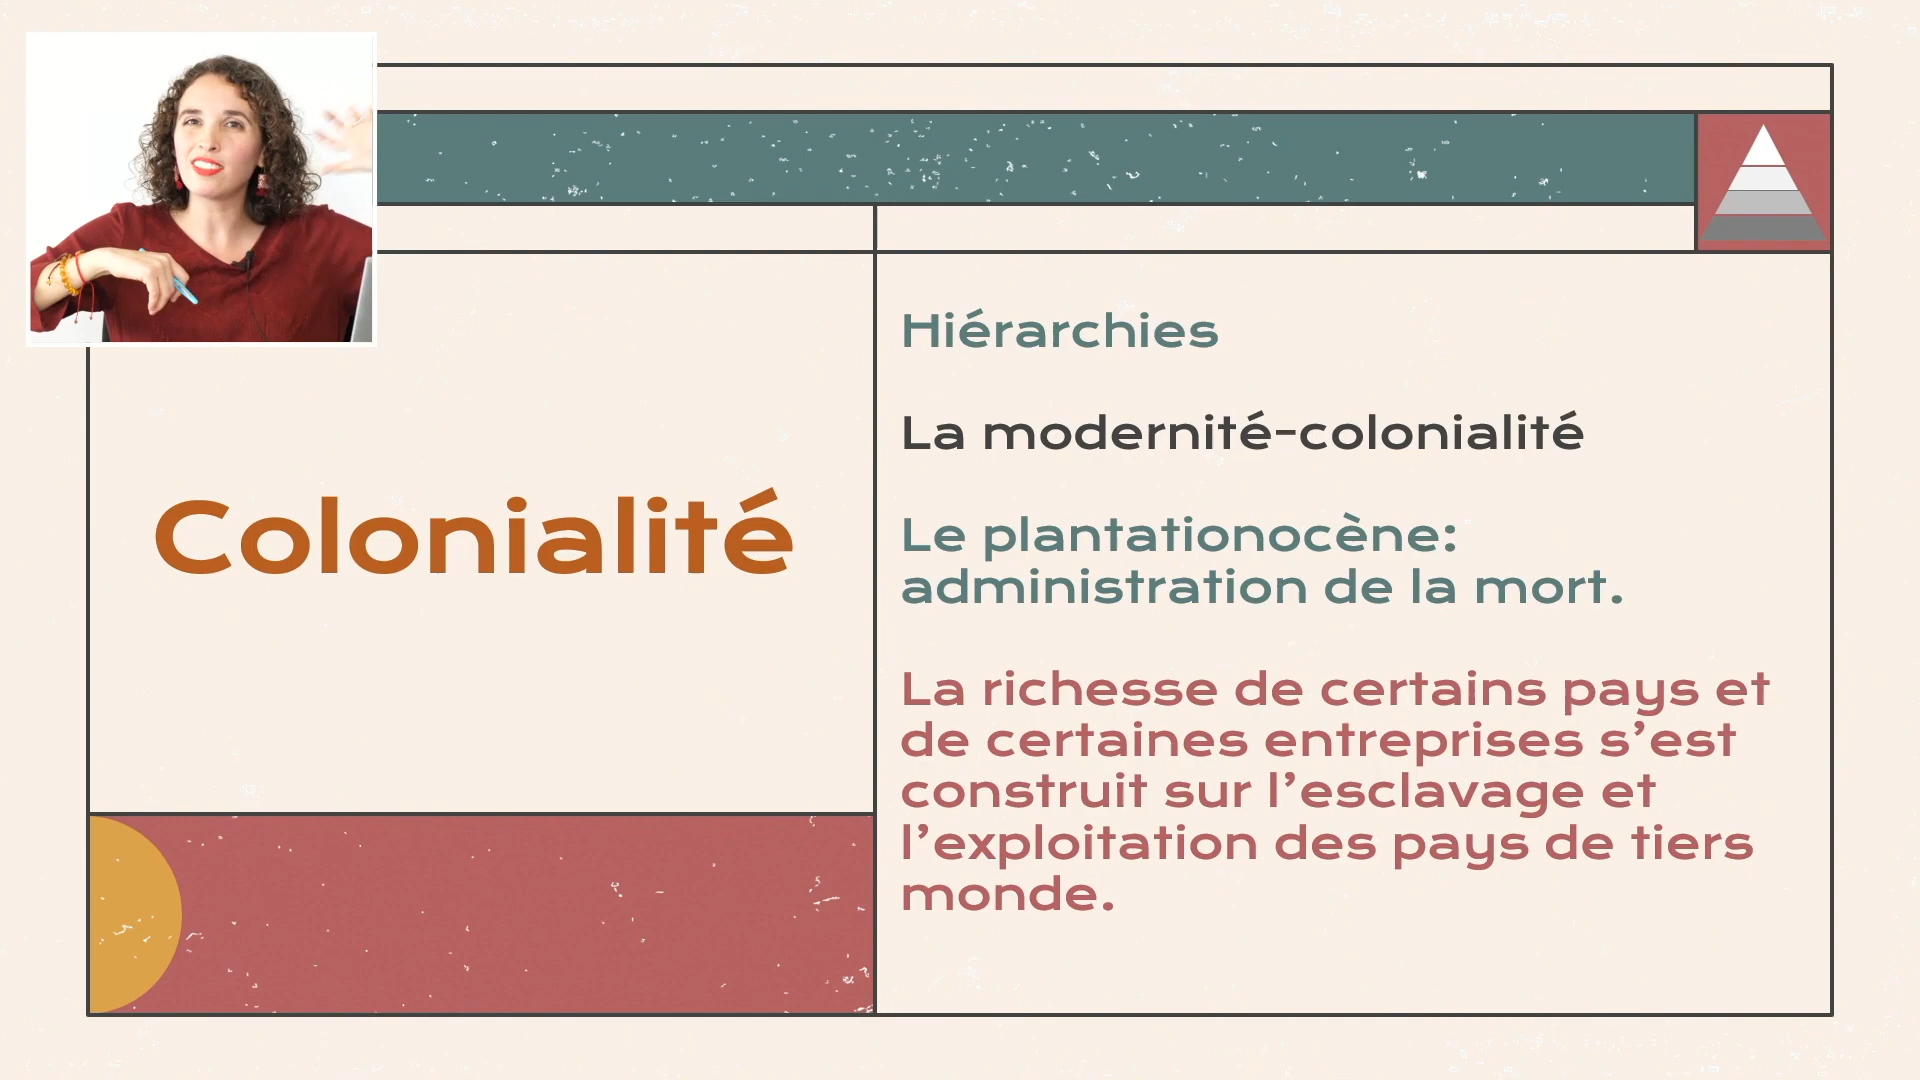 Colonialité
Hiérarchies
La modernité-colonialité
Le plantationocène:
administration de la mort.
La richesse de certains pays et
de certaines entreprises s’est
construit sur l’esclavage et
l’exploitation des pays de tiers
monde.